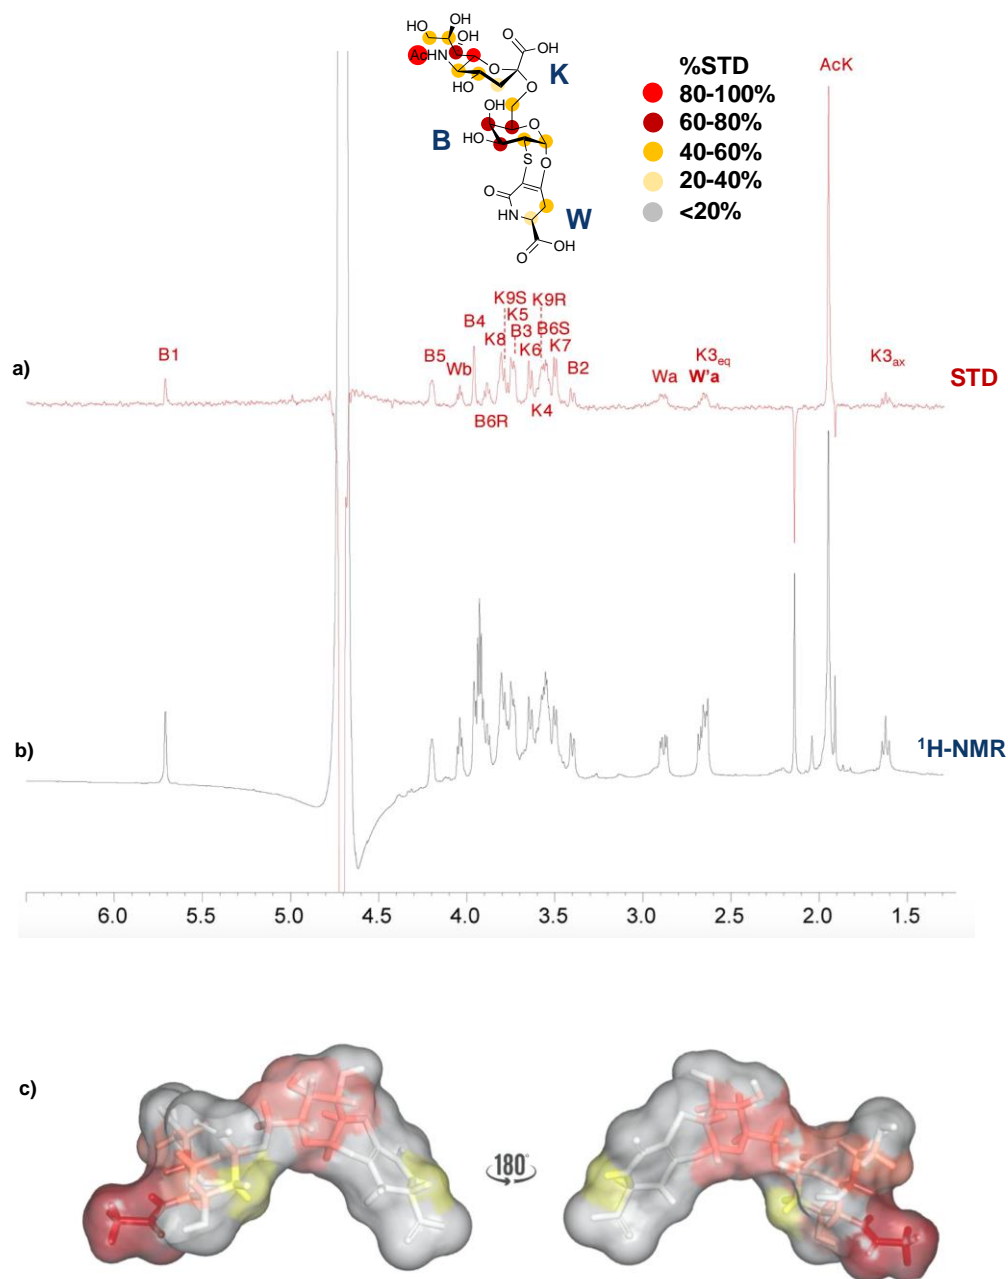 HO
OH
OH
AcHN
HO
O
O
OH
K
O
OH
B
HO
O
S
O
O
HN
W
O
OH
%STD
80-100%
60-80%
40-60%
20-40%
<20%
AcK
a)
B1
B5
Wb
B4
K8
B6R
K9S
K5
B3
K6
K4
K9R
B6S
K7
B2
Wa
K3eq
W'a
K3ax
STD
b)
1H-NMR
6.0 5.5 5.0 4.5 4.0 3.5 3.0 2.5 2.0 1.5
c)
180°